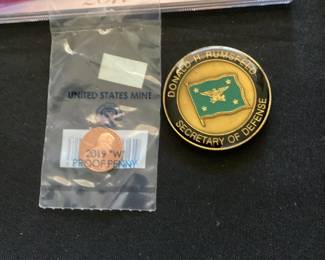 UNITED STATES MINT
2019 "W"
PROOF PENNY
DONALD H. RUMSFELD
SECRETARY OF DEFENSE